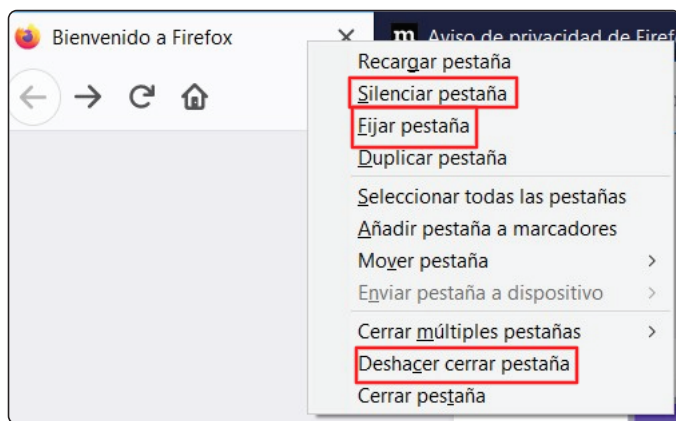 Bienvenido a Firefox
m Aviso de privacidad de Firef
Recargar pestaña
Silenciar pestaña
Fijar pestaña
Duplicar pestaña
Seleccionar todas las pestañas
Añadir pestaña a marcadores
Mover pestaña
Enviar pestaña a dispositivo
Cerrar múltiples pestañas
Deshacer cerrar pestaña
Cerrar pestaña